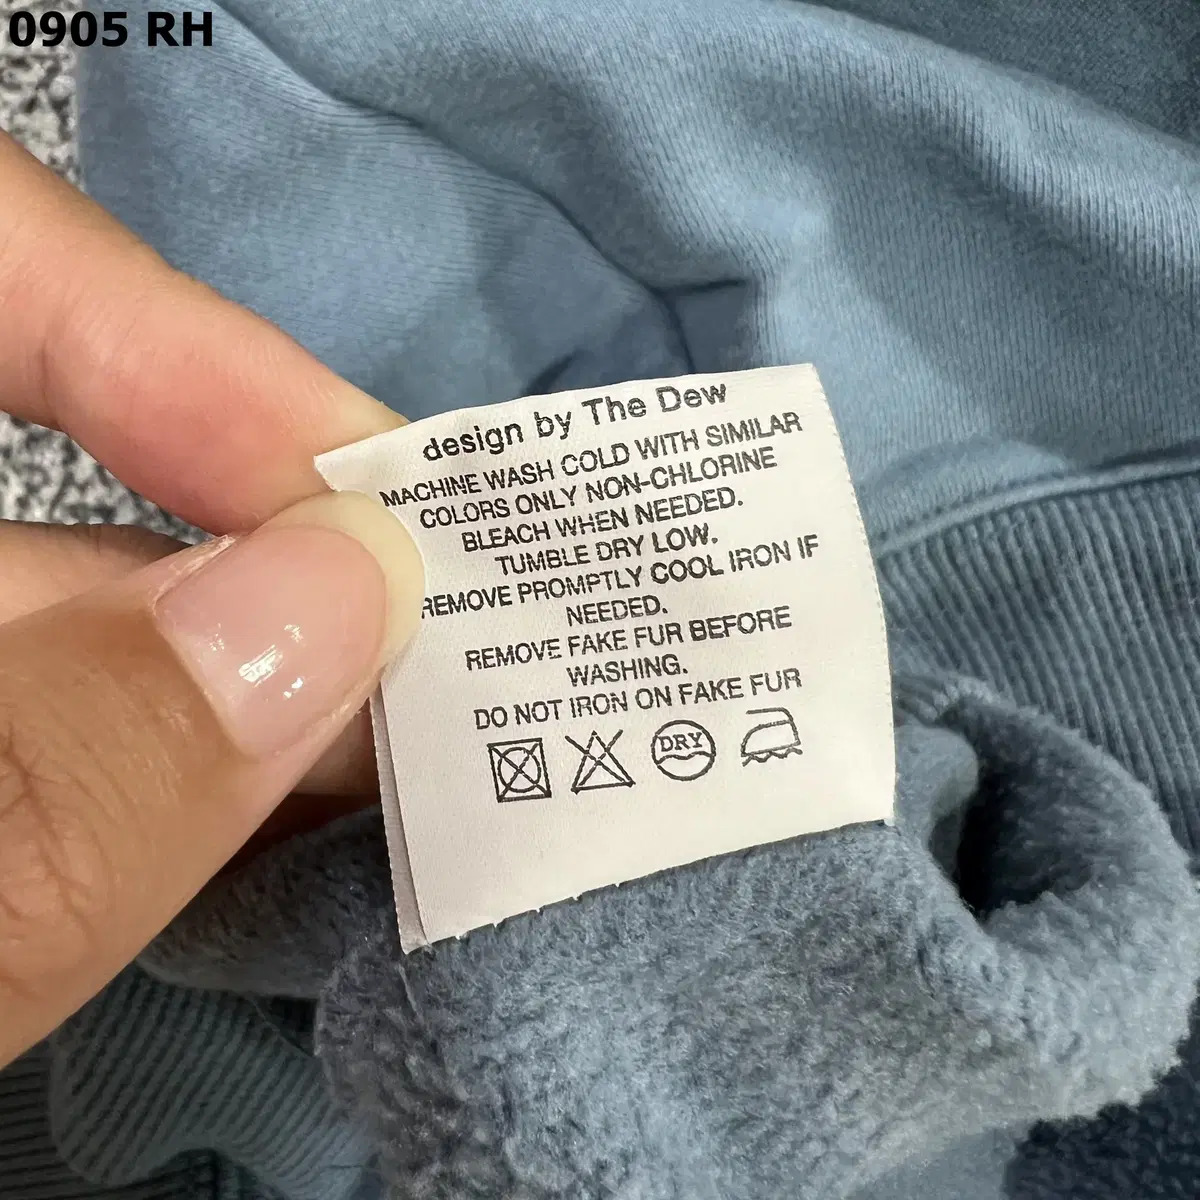 0905 RH
design by The Dew
MACHINE WASH COLD WITH SIMILAR
COLORS ONLY NON-CHLORINE
BLEACH WHEN NEEDED.
TUMBLE DRY LOW.
REMOVE PROMPTLY COOL IRON IF
NEEDED.
REMOVE FAKE FUR BEFORE
WASHING.
DO NOT IRON ON FAKE FUR
DRY